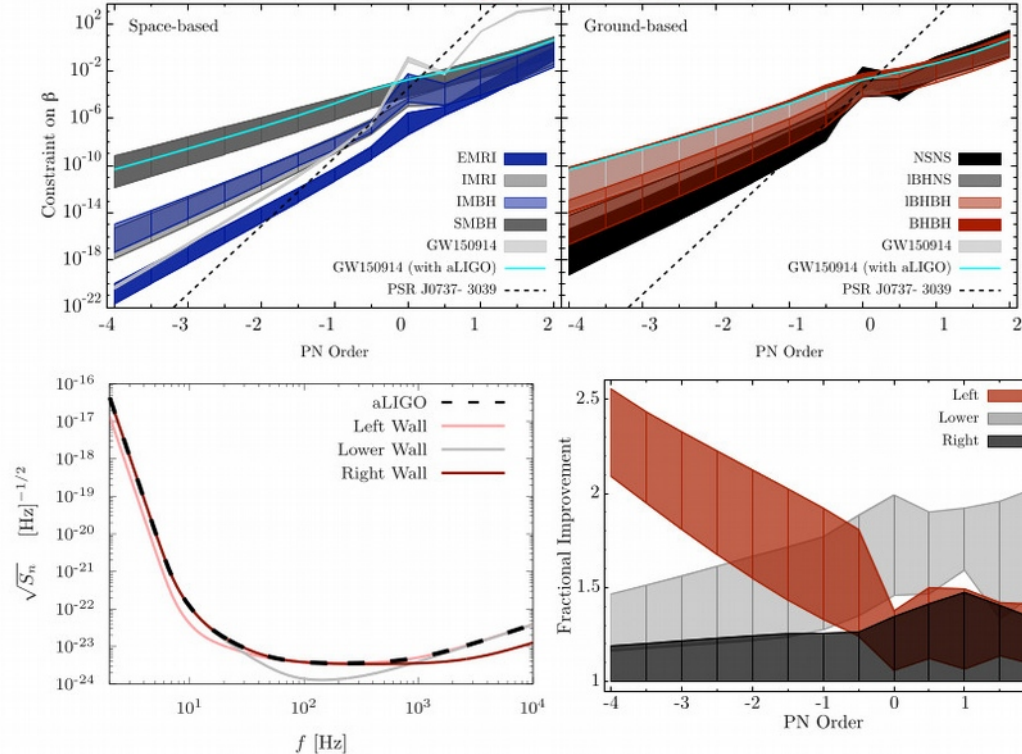 Space-based
Constraint on β
10^2
10^-2
10^-6
10^-10
10^-14
10^-18
10^-22
EMRI
IMRI
IMBH
SMBH
GW150914
GW150914 (with aLIGO)
PSR J0737- 3039
-4 -3 -2 -1 0 1 2
PN Order
Ground-based
NSNS
lBHNS
lBHBH
BHBH
GW150914
GW150914 (with aLIGO)
PSR J0737- 3039
-4 -3 -2 -1 0 1 2
PN Order
√S_n [Hz]^-1/2
10^-16
10^-17
10^-18
10^-19
10^-20
10^-21
10^-22
10^-23
10^-24
aLIGO
Left Wall
Lower Wall
Right Wall
10^1 10^2 10^3 10^4
f [Hz]
Fractional Improvement
2.5
2
1.5
1
Left
Lower
Right
-4 -3 -2 -1 0 1
PN Order